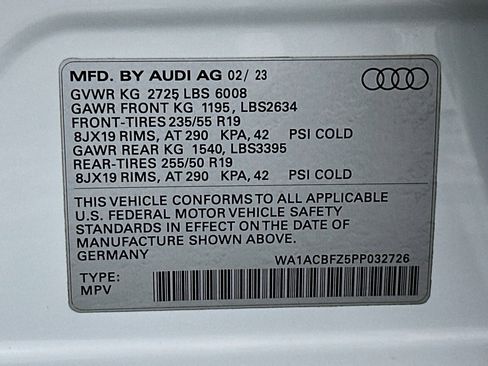 MFD. BY AUDI AG 02/ 23
GVWR KG 2725 LBS 6008
GAWR FRONT KG 1195, LBS2634
FRONT-TIRES 235/55 R19
8JX19 RIMS, AT 290 KPA, 42 PSI COLD
GAWR REAR KG 1540, LBS3395
REAR-TIRES 255/50 R19
8JX19 RIMS, AT 290 KPA, 42 PSI COLD
THIS VEHICLE CONFORMS TO ALL APPLICABLE
U.S. FEDERAL MOTOR VEHICLE SAFETY
STANDARDS IN EFFECT ON THE DATE OF
MANUFACTURE SHOWN ABOVE.
GERMANY WA1ACBFZ5PP032726
TYPE:
MPV